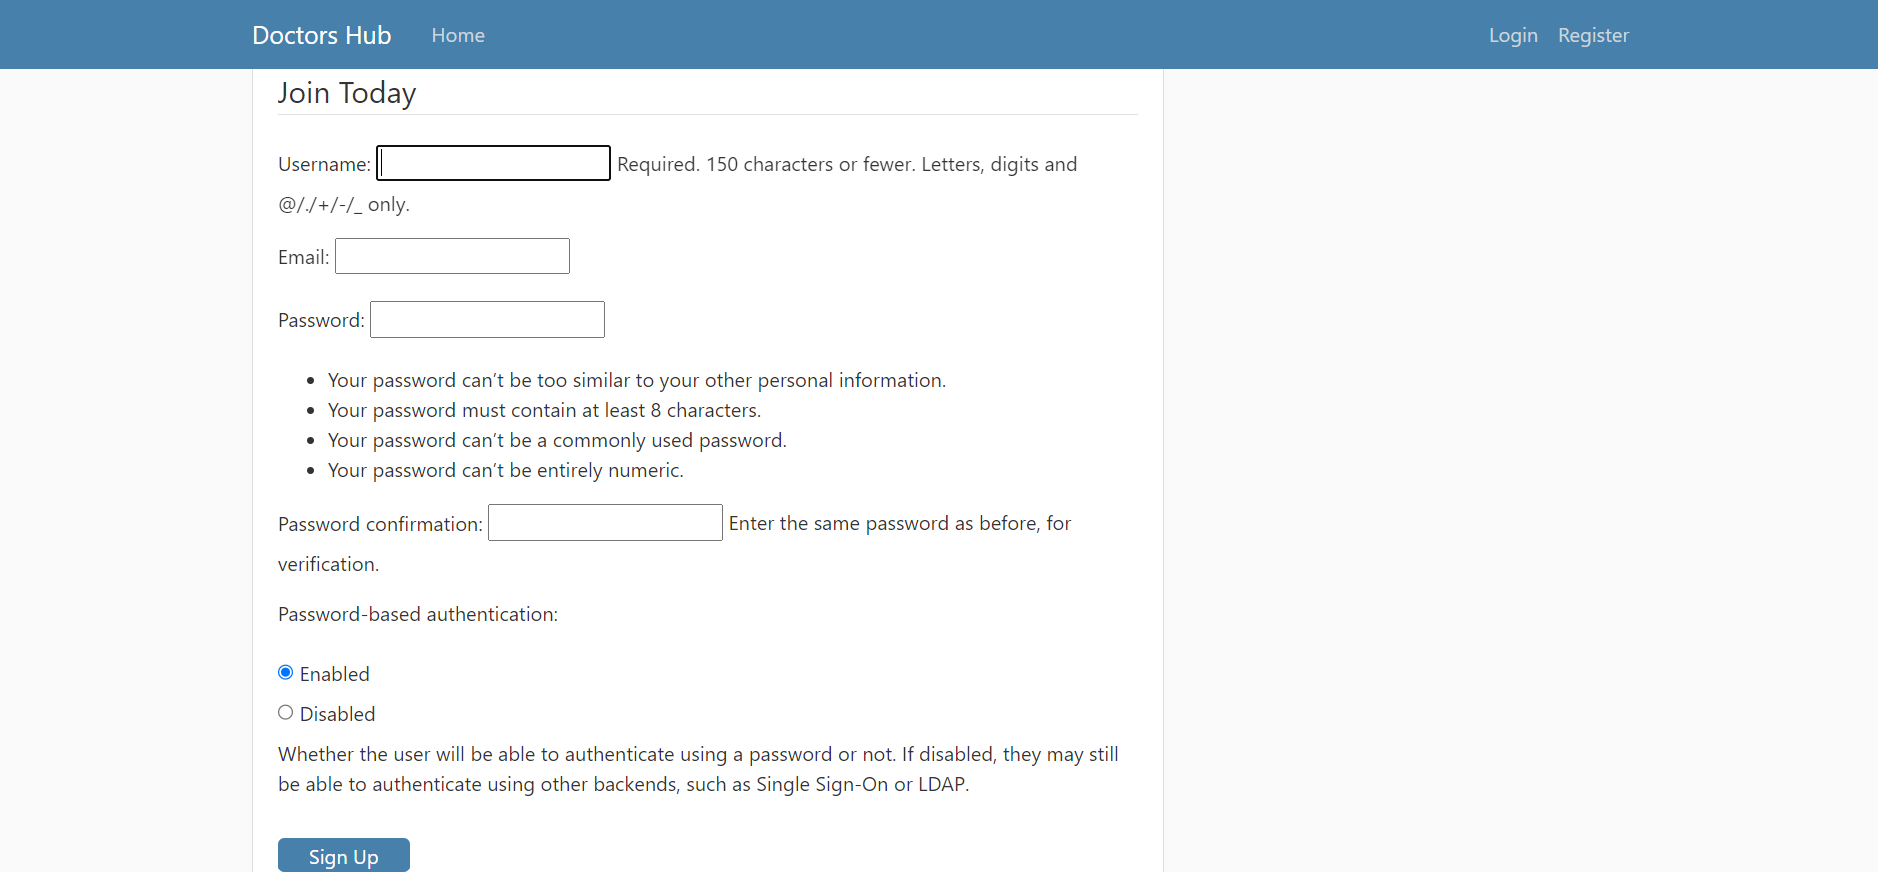 Doctors Hub Home Login Register
Join Today
Username: Required. 150 characters or fewer. Letters, digits and
@/./+/-/_ only.
Email:
Password:
Your password can’t be too similar to your other personal information.
Your password must contain at least 8 characters.
Your password can’t be a commonly used password.
Your password can’t be entirely numeric.
Password confirmation: Enter the same password as before, for
verification.
Password-based authentication:
Enabled
Disabled
Whether the user will be able to authenticate using a password or not. If disabled, they may still
be able to authenticate using other backends, such as Single Sign-On or LDAP.
Sign Up